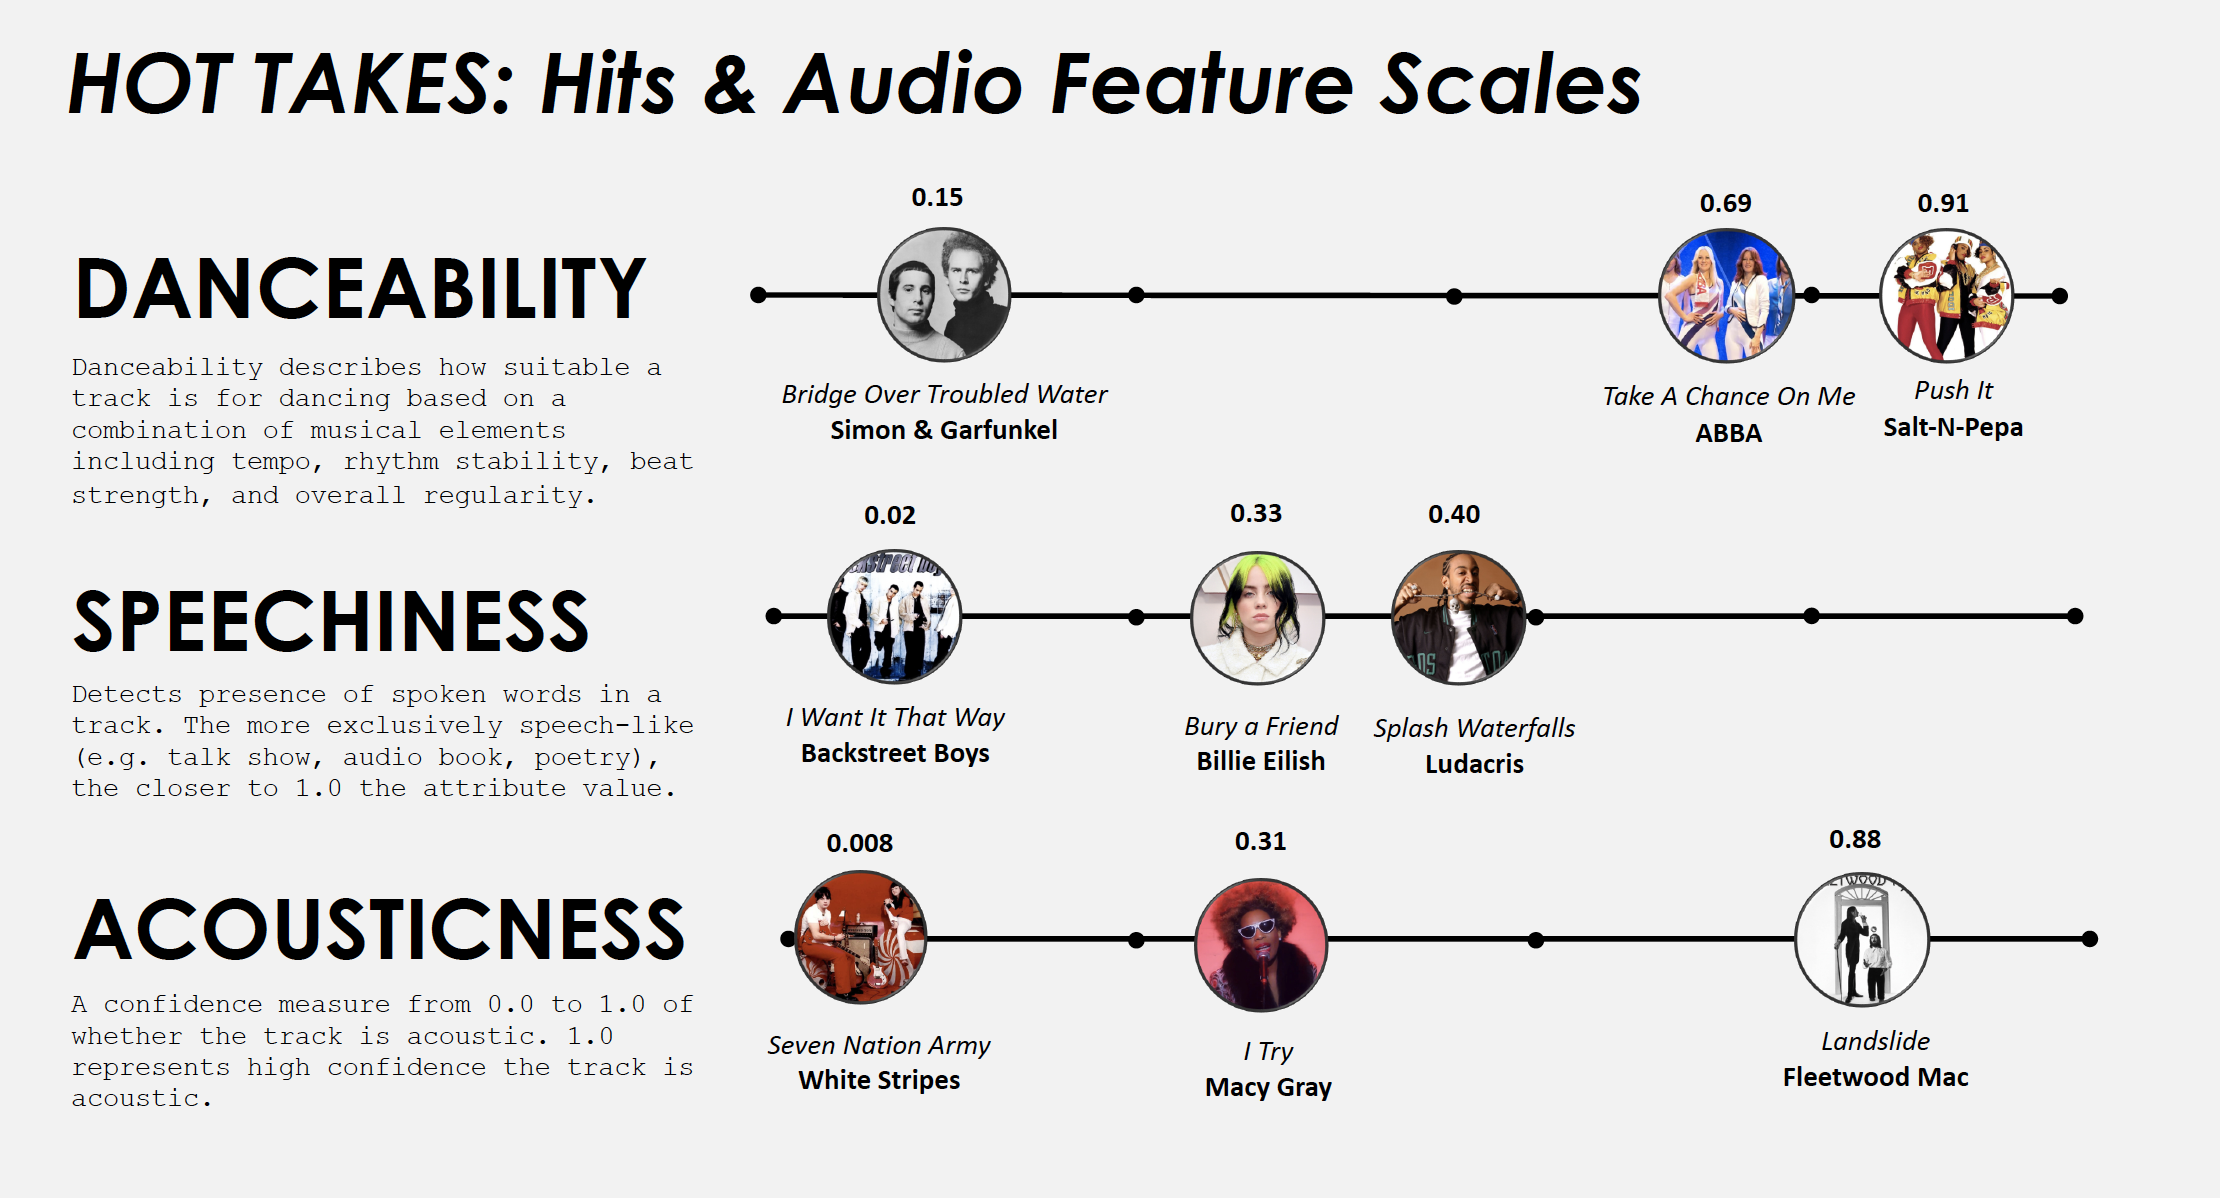 HOT TAKES: Hits & Audio Feature Scales
DANCEABILITY
Danceability describes how suitable a
track is for dancing based on a
combination of musical elements
including tempo, rhythm stability, beat
strength, and overall regularity.
0.15
Bridge Over Troubled Water
Simon & Garfunkel
0.69
Take A Chance On Me
ABBA
0.91
Push It
Salt-N-Pepa
SPEECHINESS
Detects presence of spoken words in a
track. The more exclusively speech-like
(e.g. talk show, audio book, poetry),
the closer to 1.0 the attribute value.
0.02
I Want It That Way
Backstreet Boys
0.33
Bury a Friend
Billie Eilish
0.40
Splash Waterfalls
Ludacris
ACOUSTICNESS
A confidence measure from 0.0 to 1.0 of
whether the track is acoustic. 1.0
represents high confidence the track is
acoustic.
0.008
Seven Nation Army
White Stripes
0.31
I Try
Macy Gray
0.88
Landslide
Fleetwood Mac